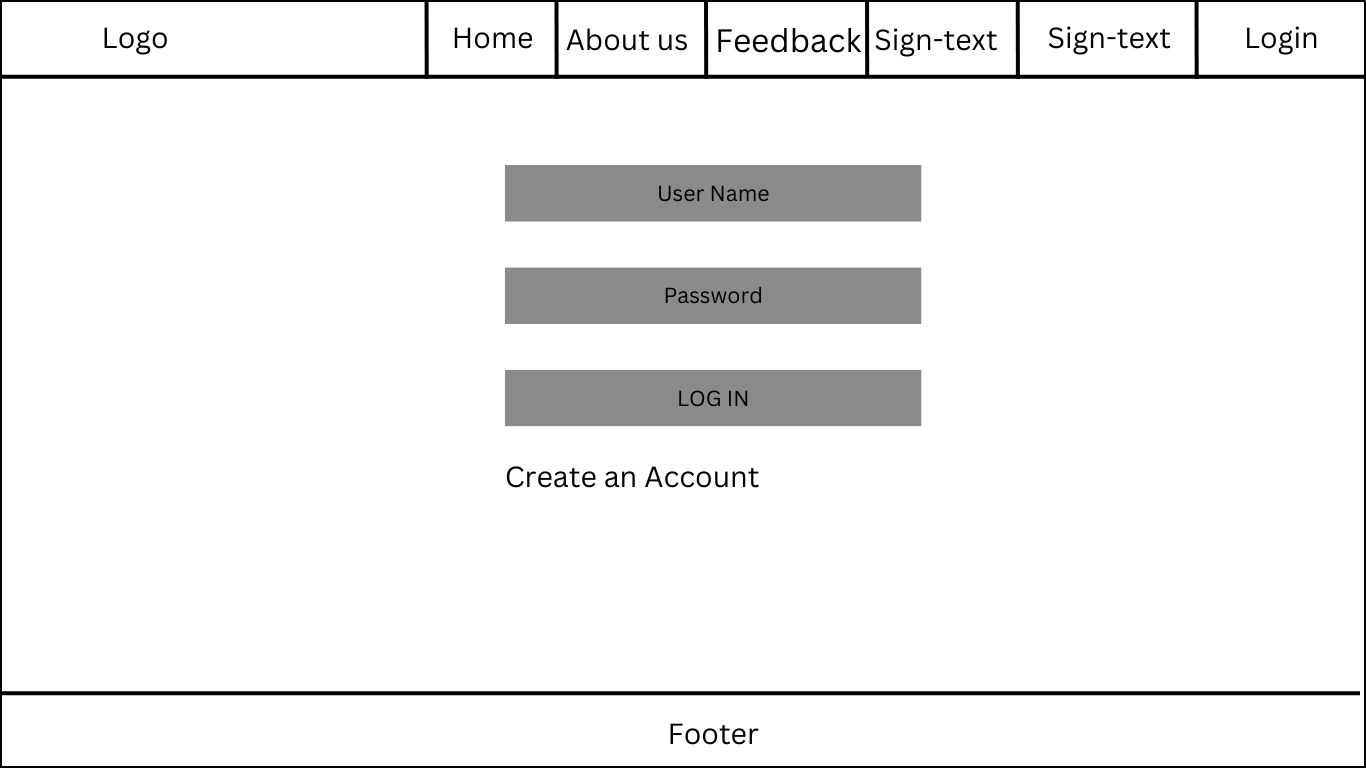 Logo
Home
About us
Feedback
Sign-text
Sign-text
Login
User Name
Password
LOG IN
Create an Account
Footer